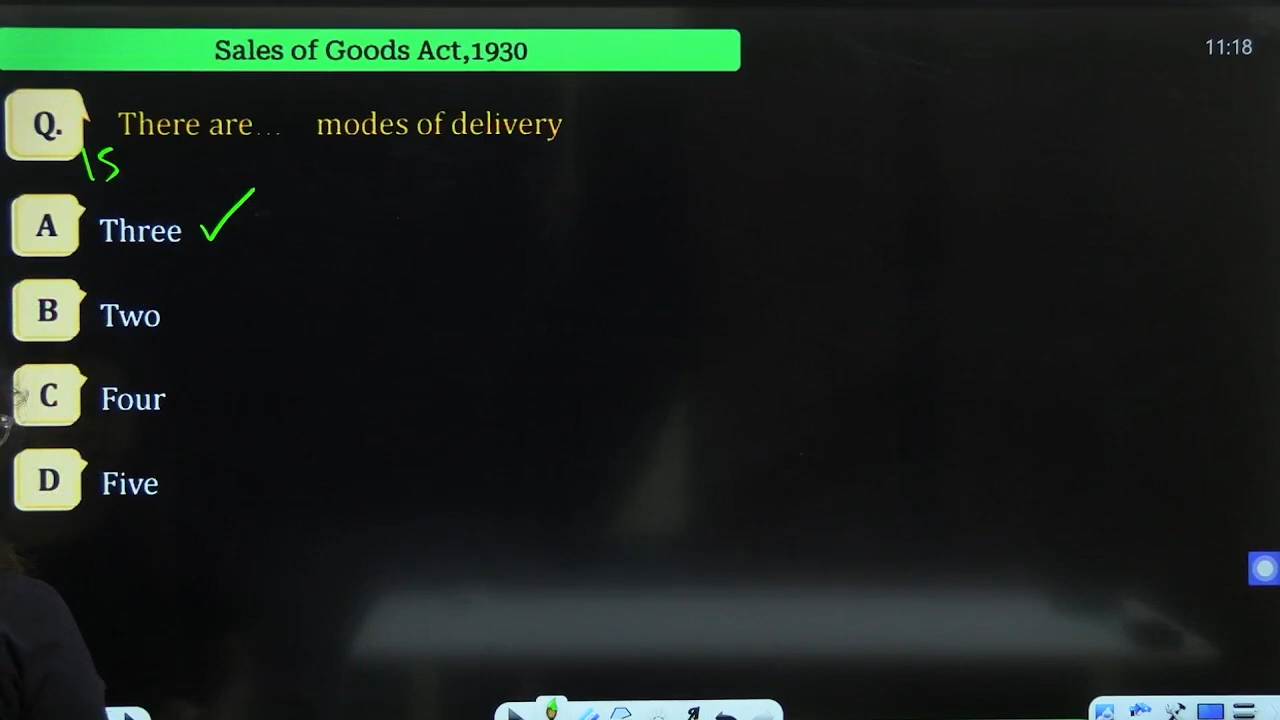 Sales of Goods Act,1930
11:18
Q. There are... modes of delivery
15
A Three
B Two
C Four
D Five